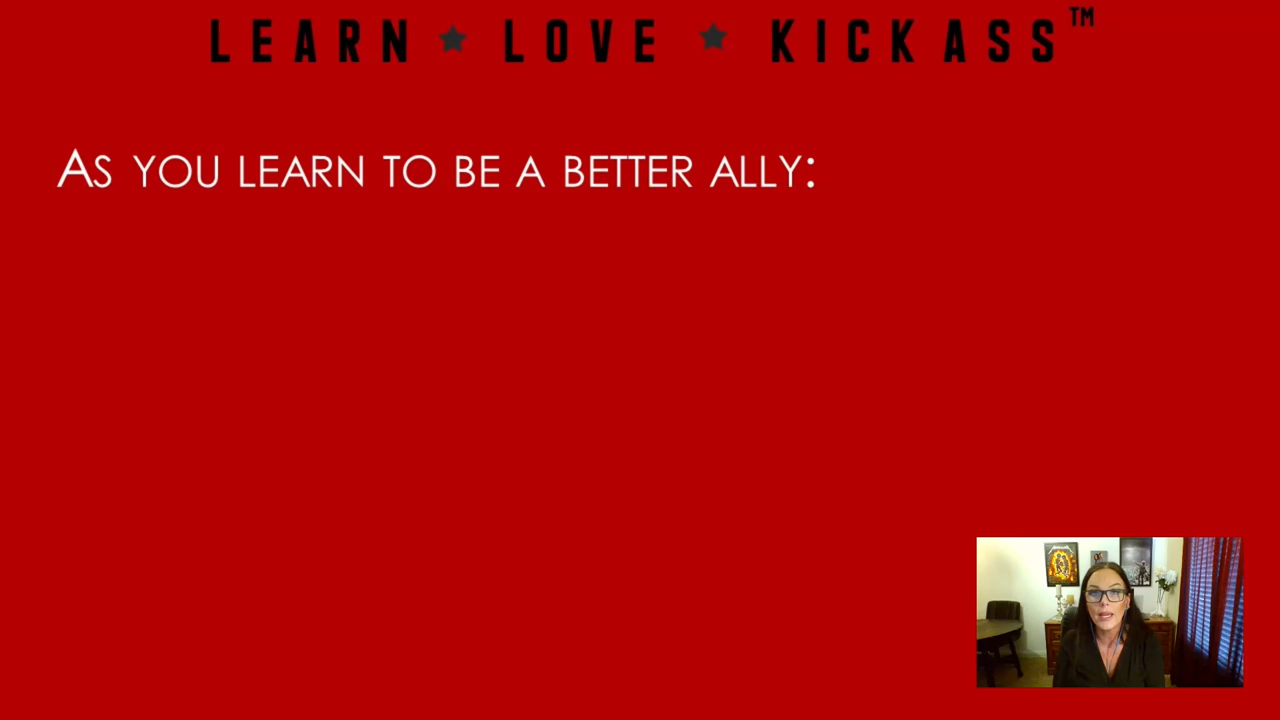 LEARN ★ LOVE ★ KICKASS™
AS YOU LEARN TO BE A BETTER ALLY: